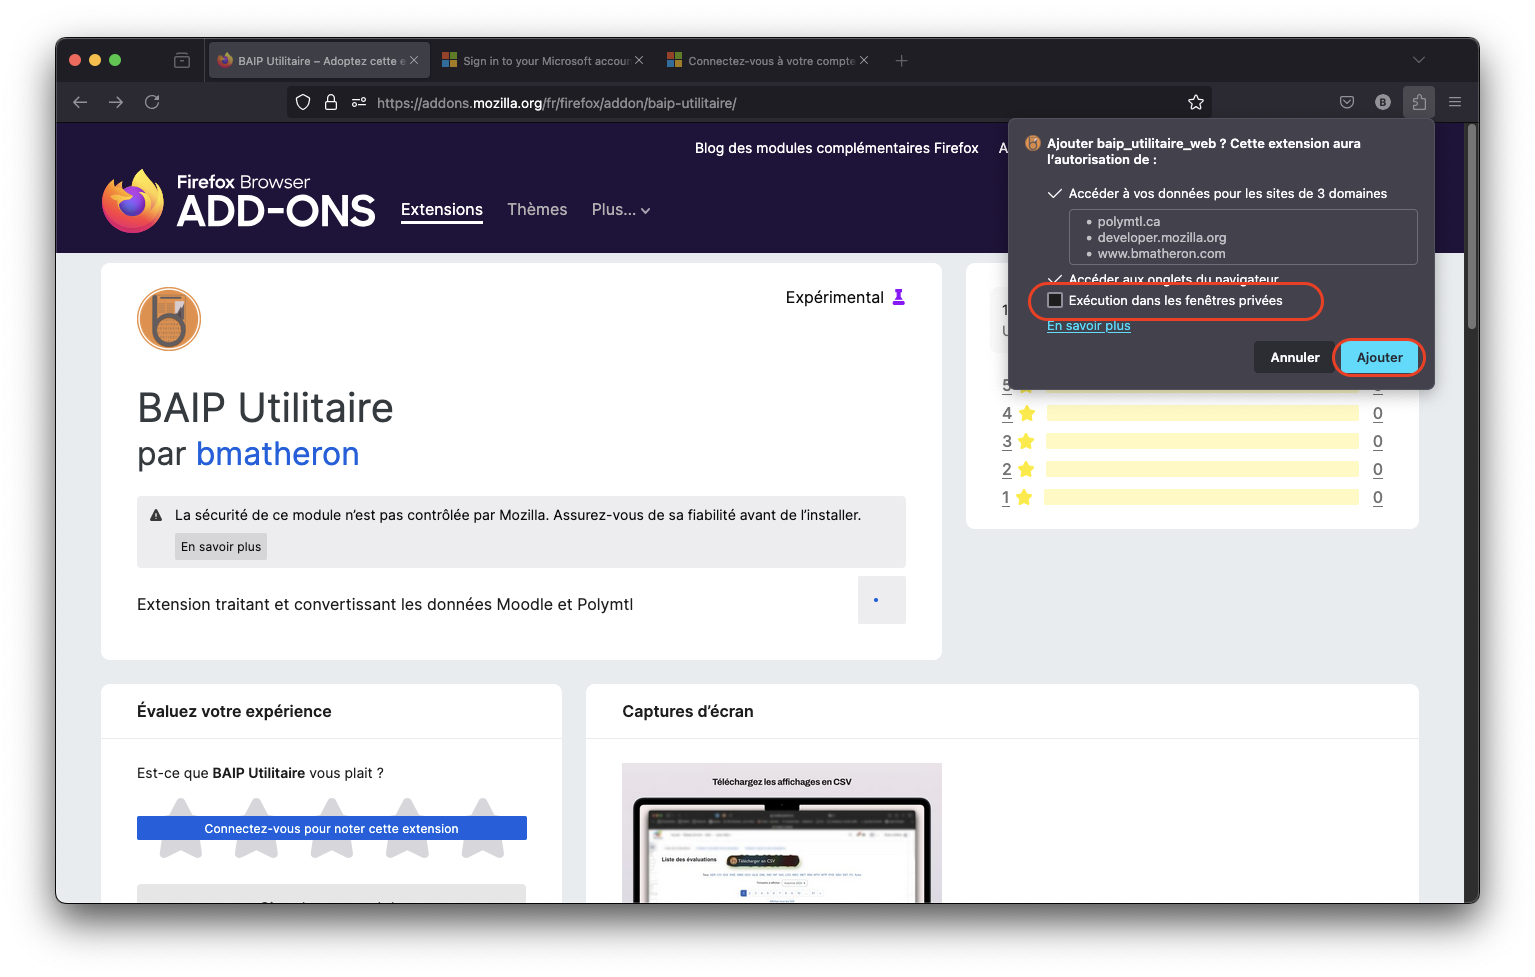 BAIP Utilitaire – Adoptez cette e
Sign in to your Microsoft accour
Connectez-vous à votre compte
https://addons.mozilla.org/fr/firefox/addon/baip-utilitaire/
B
Blog des modules complémentaires Firefox
A
Firefox Browser
ADD-ONS
Extensions
Thèmes
Plus...
Ajouter baip_utilitaire_web ? Cette extension aura
l’autorisation de :
Accéder à vos données pour les sites de 3 domaines
• polymtl.ca
• developer.mozilla.org
• www.bmatheron.com
Accéder aux onglets du navigateur
Exécution dans les fenêtres privées
En savoir plus
Annuler
Ajouter
Expérimental
BAIP Utilitaire
par bmatheron
La sécurité de ce module n’est pas contrôlée par Mozilla. Assurez-vous de sa fiabilité avant de l’installer.
En savoir plus
Extension traitant et convertissant les données Moodle et Polymtl
1
U
5
4 0
3 0
2 0
1 0
Évaluez votre expérience
Est-ce que BAIP Utilitaire vous plait ?
Connectez-vous pour noter cette extension
Captures d’écran
Téléchargez les affichages en CSV
Liste des évaluations
Télécharger en CSV